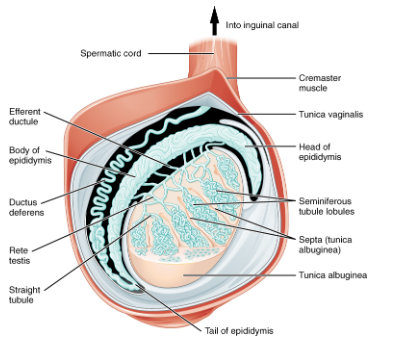 Into inguinal canal
Spermatic cord
Cremaster
muscle
Efferent
ductule
Tunica vaginalis
Body of
epididymis
Head of
epididymis
Ductus
deferens
Seminiferous
tubule lobules
Rete
testis
Septa (tunica
albuginea)
Straight
tubule
Tunica albuginea
Tail of epididymis